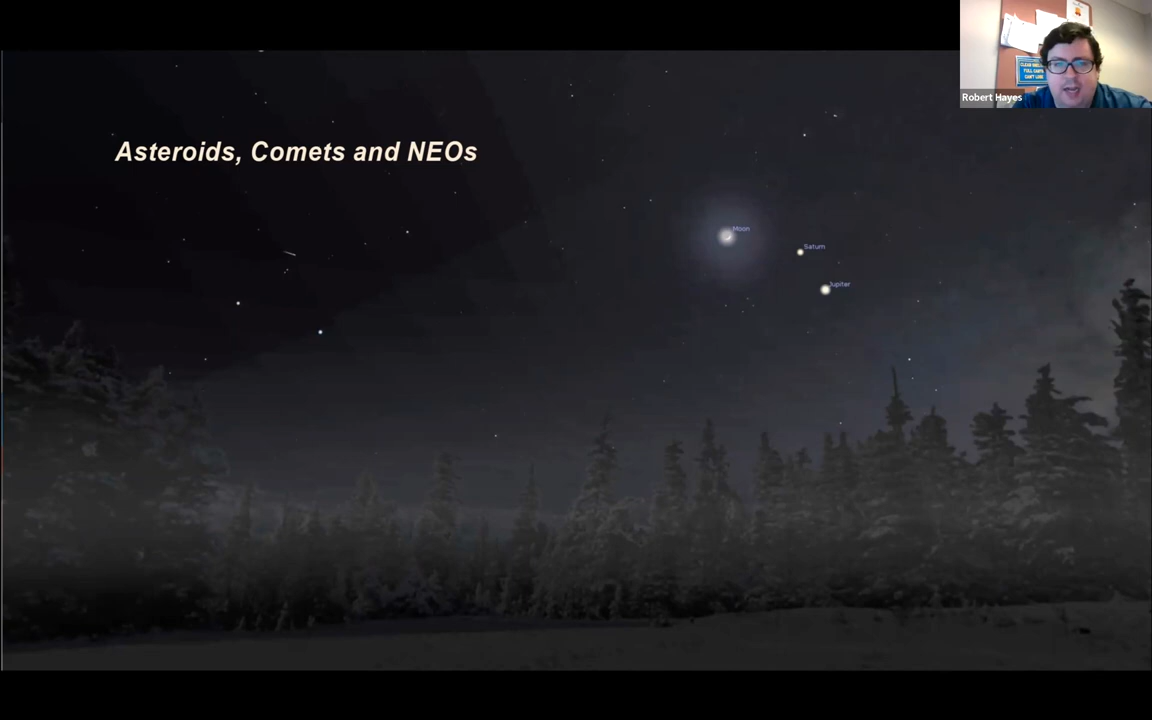 Robert Hayes
Asteroids, Comets and NEOs
Moon
Saturn
Jupiter